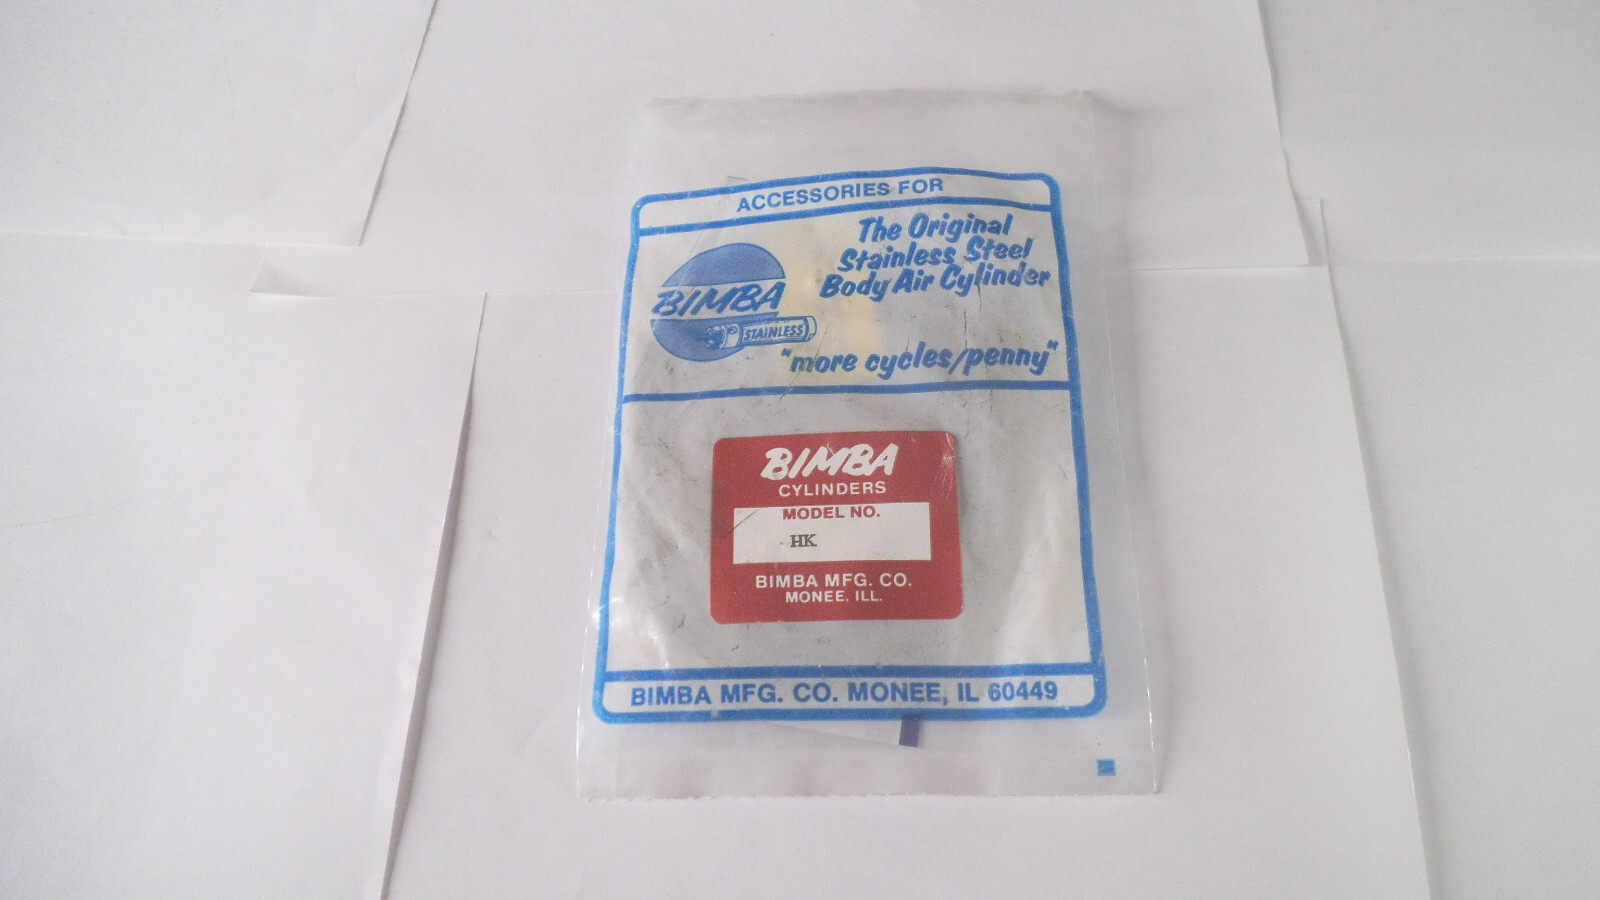 ACCESSORIES FOR
The Original
Stainless Steel
Body Air Cylinder
BIMBA
STAINLESS
"more cycles/penny"
BIMBA
CYLINDERS
MODEL NO.
HK
BIMBA MFG. CO.
MONEE. ILL.
BIMBA MFG. CO. MONEE, IL 60449